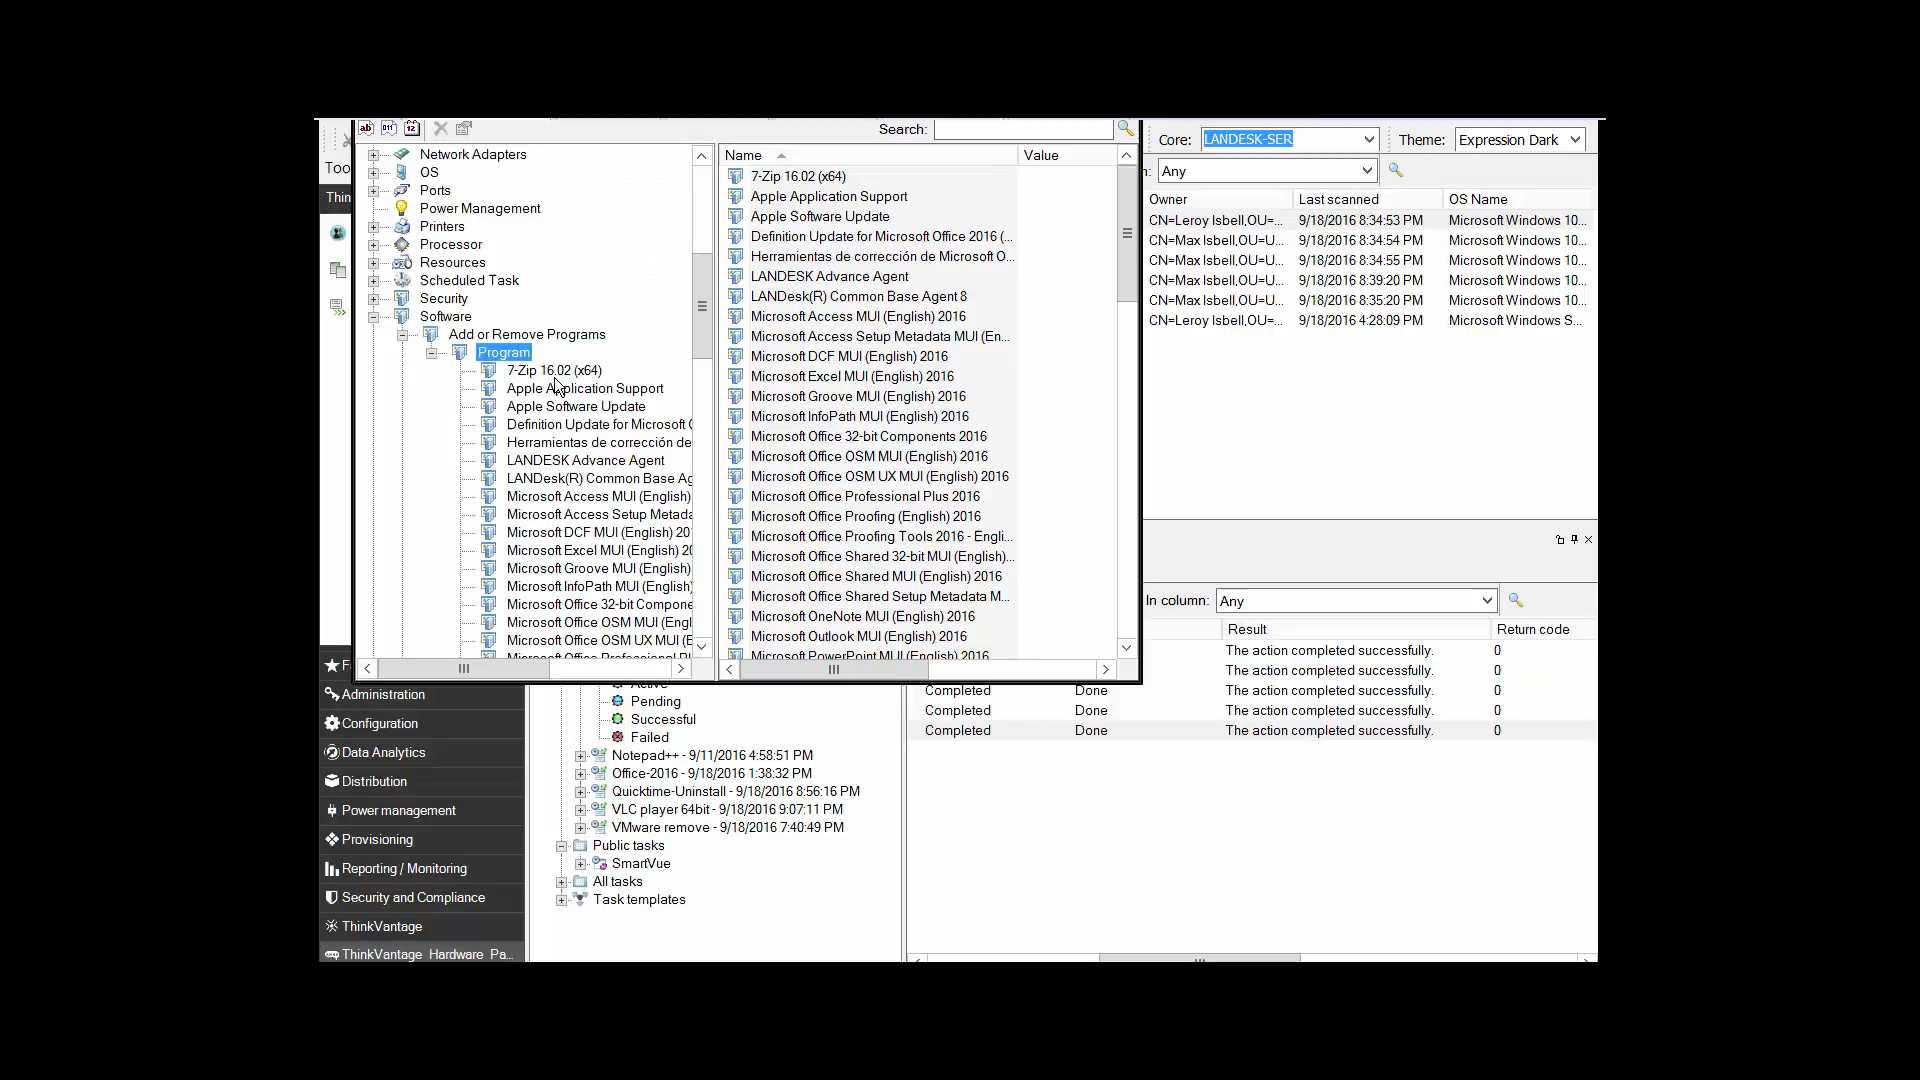 Search:
Network Adapters
OS
Ports
Power Management
Printers
Processor
Resources
Scheduled Task
Security
Software
Add or Remove Programs
Program
7-Zip 16.02 (x64)
Apple Application Support
Apple Software Update
Definition Update for Microsoft
Herramientas de corrección de
LANDESK Advance Agent
LANDesk(R) Common Base Ag
Microsoft Access MUI (English)
Microsoft Access Setup Metada
Microsoft DCF MUI (English) 20
Microsoft Excel MUI (English) 20
Microsoft Groove MUI (English)
Microsoft InfoPath MUI (English)
Microsoft Office 32-bit Compone
Microsoft Office OSM MUI (Engl
Microsoft Office OSM UX MUI (E
Name Value
7-Zip 16.02 (x64)
Apple Application Support
Apple Software Update
Definition Update for Microsoft Office 2016 (...
Herramientas de corrección de Microsoft O...
LANDESK Advance Agent
LANDesk(R) Common Base Agent 8
Microsoft Access MUI (English) 2016
Microsoft Access Setup Metadata MUI (En...
Microsoft DCF MUI (English) 2016
Microsoft Excel MUI (English) 2016
Microsoft Groove MUI (English) 2016
Microsoft InfoPath MUI (English) 2016
Microsoft Office 32-bit Components 2016
Microsoft Office OSM MUI (English) 2016
Microsoft Office OSM UX MUI (English) 2016
Microsoft Office Professional Plus 2016
Microsoft Office Proofing (English) 2016
Microsoft Office Proofing Tools 2016 - Engli...
Microsoft Office Shared 32-bit MUI (English)...
Microsoft Office Shared MUI (English) 2016
Microsoft Office Shared Setup Metadata M...
Microsoft OneNote MUI (English) 2016
Microsoft Outlook MUI (English) 2016
Microsoft PowerPoint MUI (English) 2016
Core: LANDESK-SER Theme: Expression Dark
Any
Owner Last scanned OS Name
CN=Leroy Isbell,OU=... 9/18/2016 8:34:53 PM Microsoft Windows 10...
CN=Max Isbell,OU=U... 9/18/2016 8:34:54 PM Microsoft Windows 10...
CN=Max Isbell,OU=U... 9/18/2016 8:34:55 PM Microsoft Windows 10...
CN=Max Isbell,OU=U... 9/18/2016 8:39:20 PM Microsoft Windows 10...
CN=Max Isbell,OU=U... 9/18/2016 8:35:20 PM Microsoft Windows 10...
CN=Leroy Isbell,OU=... 9/18/2016 4:28:09 PM Microsoft Windows S...
In column: Any
Result Return code
The action completed successfully. 0
The action completed successfully. 0
Completed Done The action completed successfully. 0
Completed Done The action completed successfully. 0
Completed Done The action completed successfully. 0
Too
Thin
F
Administration
Configuration
Data Analytics
Distribution
Power management
Provisioning
Reporting / Monitoring
Security and Compliance
ThinkVantage
ThinkVantage Hardware Pa...
Active
Pending
Successful
Failed
Notepad++ - 9/11/2016 4:58:51 PM
Office-2016 - 9/18/2016 1:38:32 PM
Quicktime-Uninstall - 9/18/2016 8:56:16 PM
VLC player 64bit - 9/18/2016 9:07:11 PM
VMware remove - 9/18/2016 7:40:49 PM
Public tasks
SmartVue
All tasks
Task templates